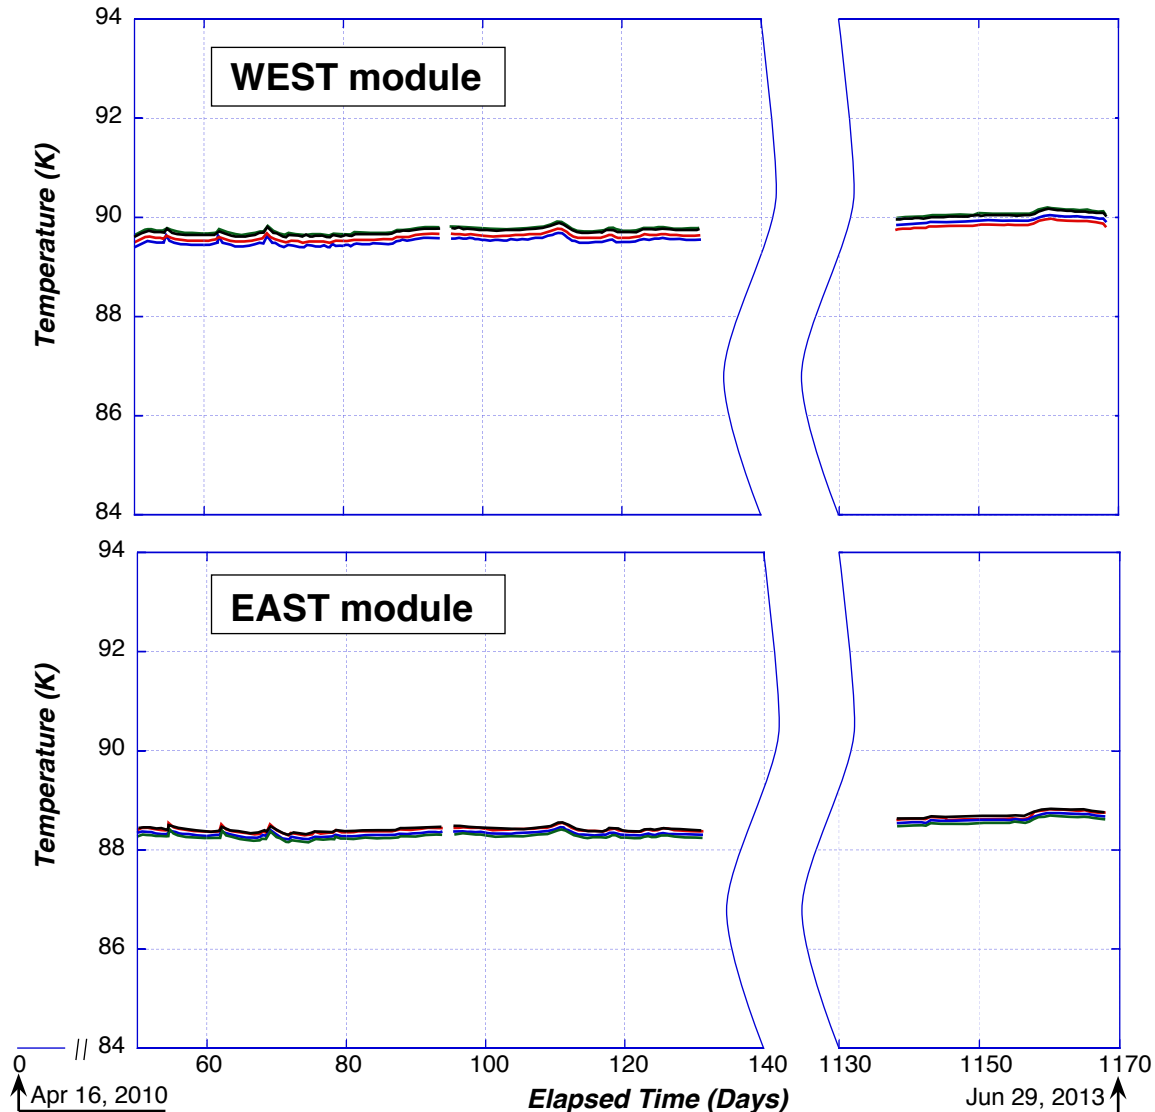 94
WEST module
92
90
88
86
84
Temperature (K)
94
EAST module
92
90
88
86
84
Temperature (K)
0 // 60 80 100 120 140 1130 1150 1170
Apr 16, 2010 Elapsed Time (Days) Jun 29, 2013